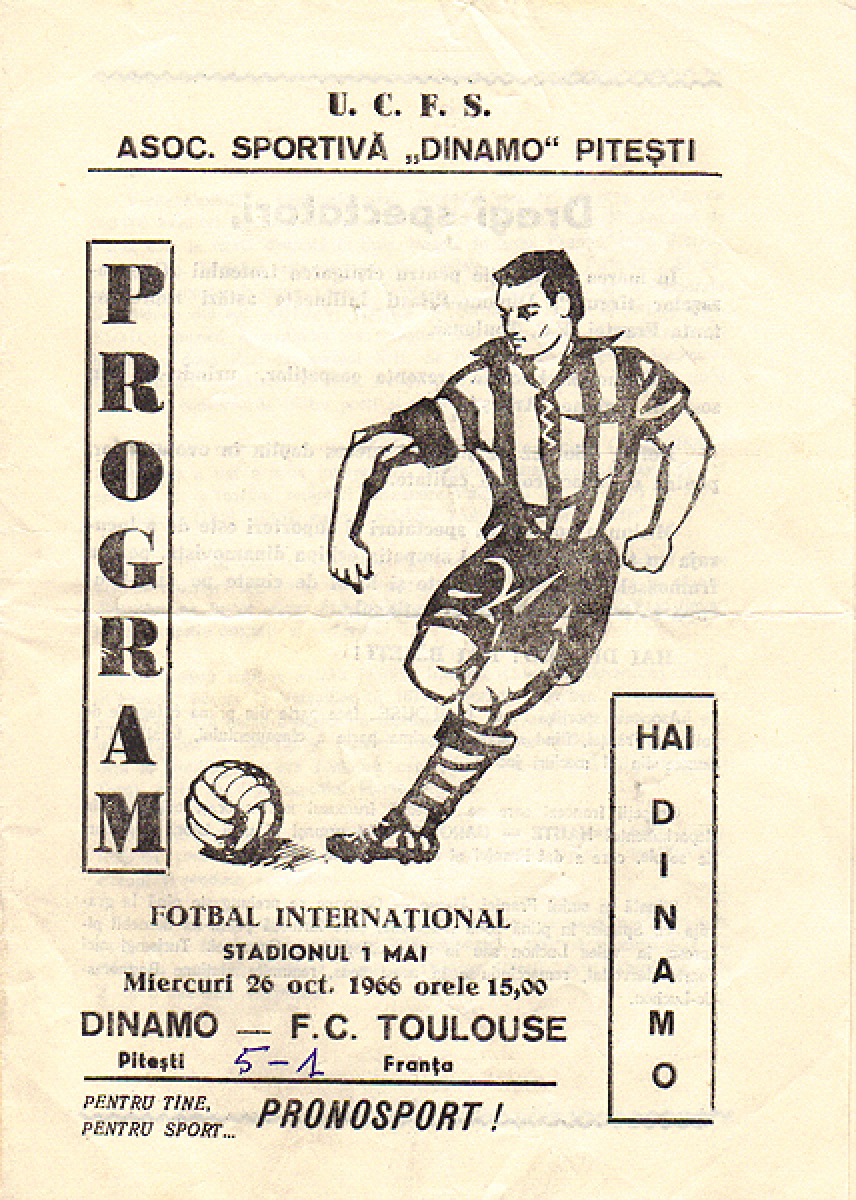 U. C. F. S.
ASOC. SPORTIVĂ „DINAMO“ PITEŞTI
PROGRAM
HAI
DINAMO
FOTBAL INTERNAŢIONAL
STADIONUL 1 MAI
Miercuri 26 oct. 1966 orele 15,00
DINAMO — F.C. TOULOUSE
Piteşti 5-1 Franţa
PENTRU TINE,
PENTRU SPORT... PRONOSPORT!